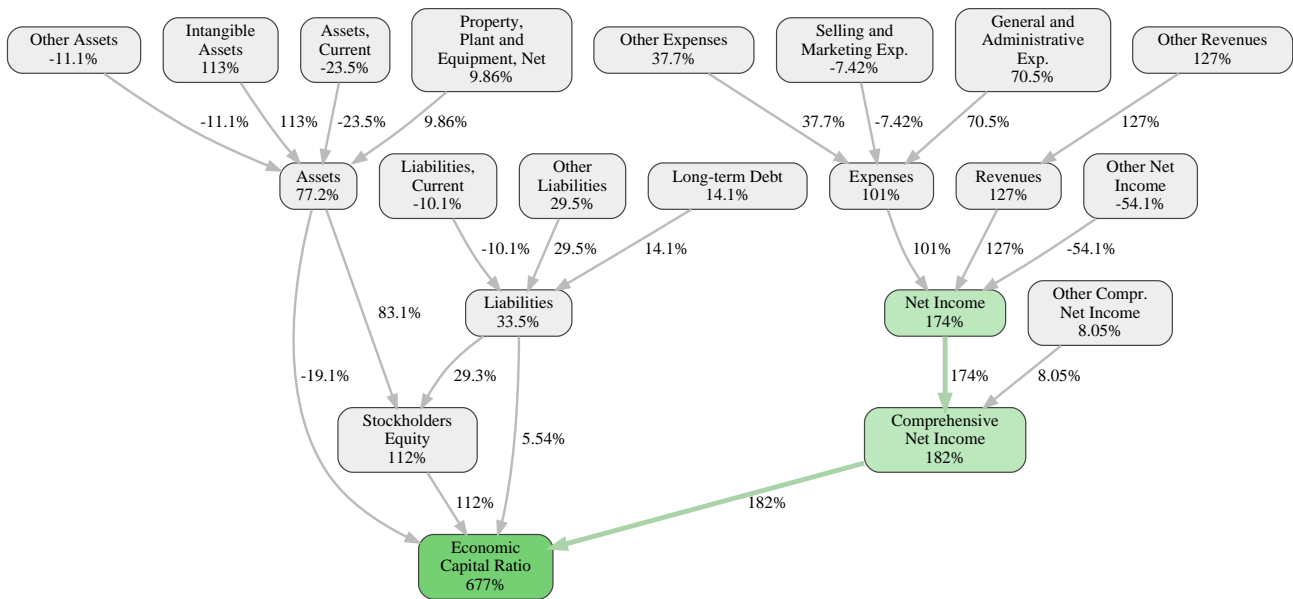 Other Assets
-11.1%
Intangible
Assets
113%
Assets,
Current
-23.5%
Property,
Plant and
Equipment, Net
9.86%
Other Expenses
37.7%
Selling and
Marketing Exp.
-7.42%
General and
Administrative
Exp.
70.5%
Other Revenues
127%
-11.1%
113%
-23.5%
9.86%
37.7%
-7.42%
70.5%
127%
Assets
77.2%
Liabilities,
Current
-10.1%
Other
Liabilities
29.5%
Long-term Debt
14.1%
Expenses
101%
Revenues
127%
Other Net
Income
-54.1%
-10.1%
29.5%
14.1%
101%
127%
-54.1%
Liabilities
33.5%
Net Income
174%
Other Compr.
Net Income
8.05%
83.1%
-19.1%
29.3%
174%
8.05%
Stockholders
Equity
112%
5.54%
Comprehensive
Net Income
182%
112%
182%
Economic
Capital Ratio
677%